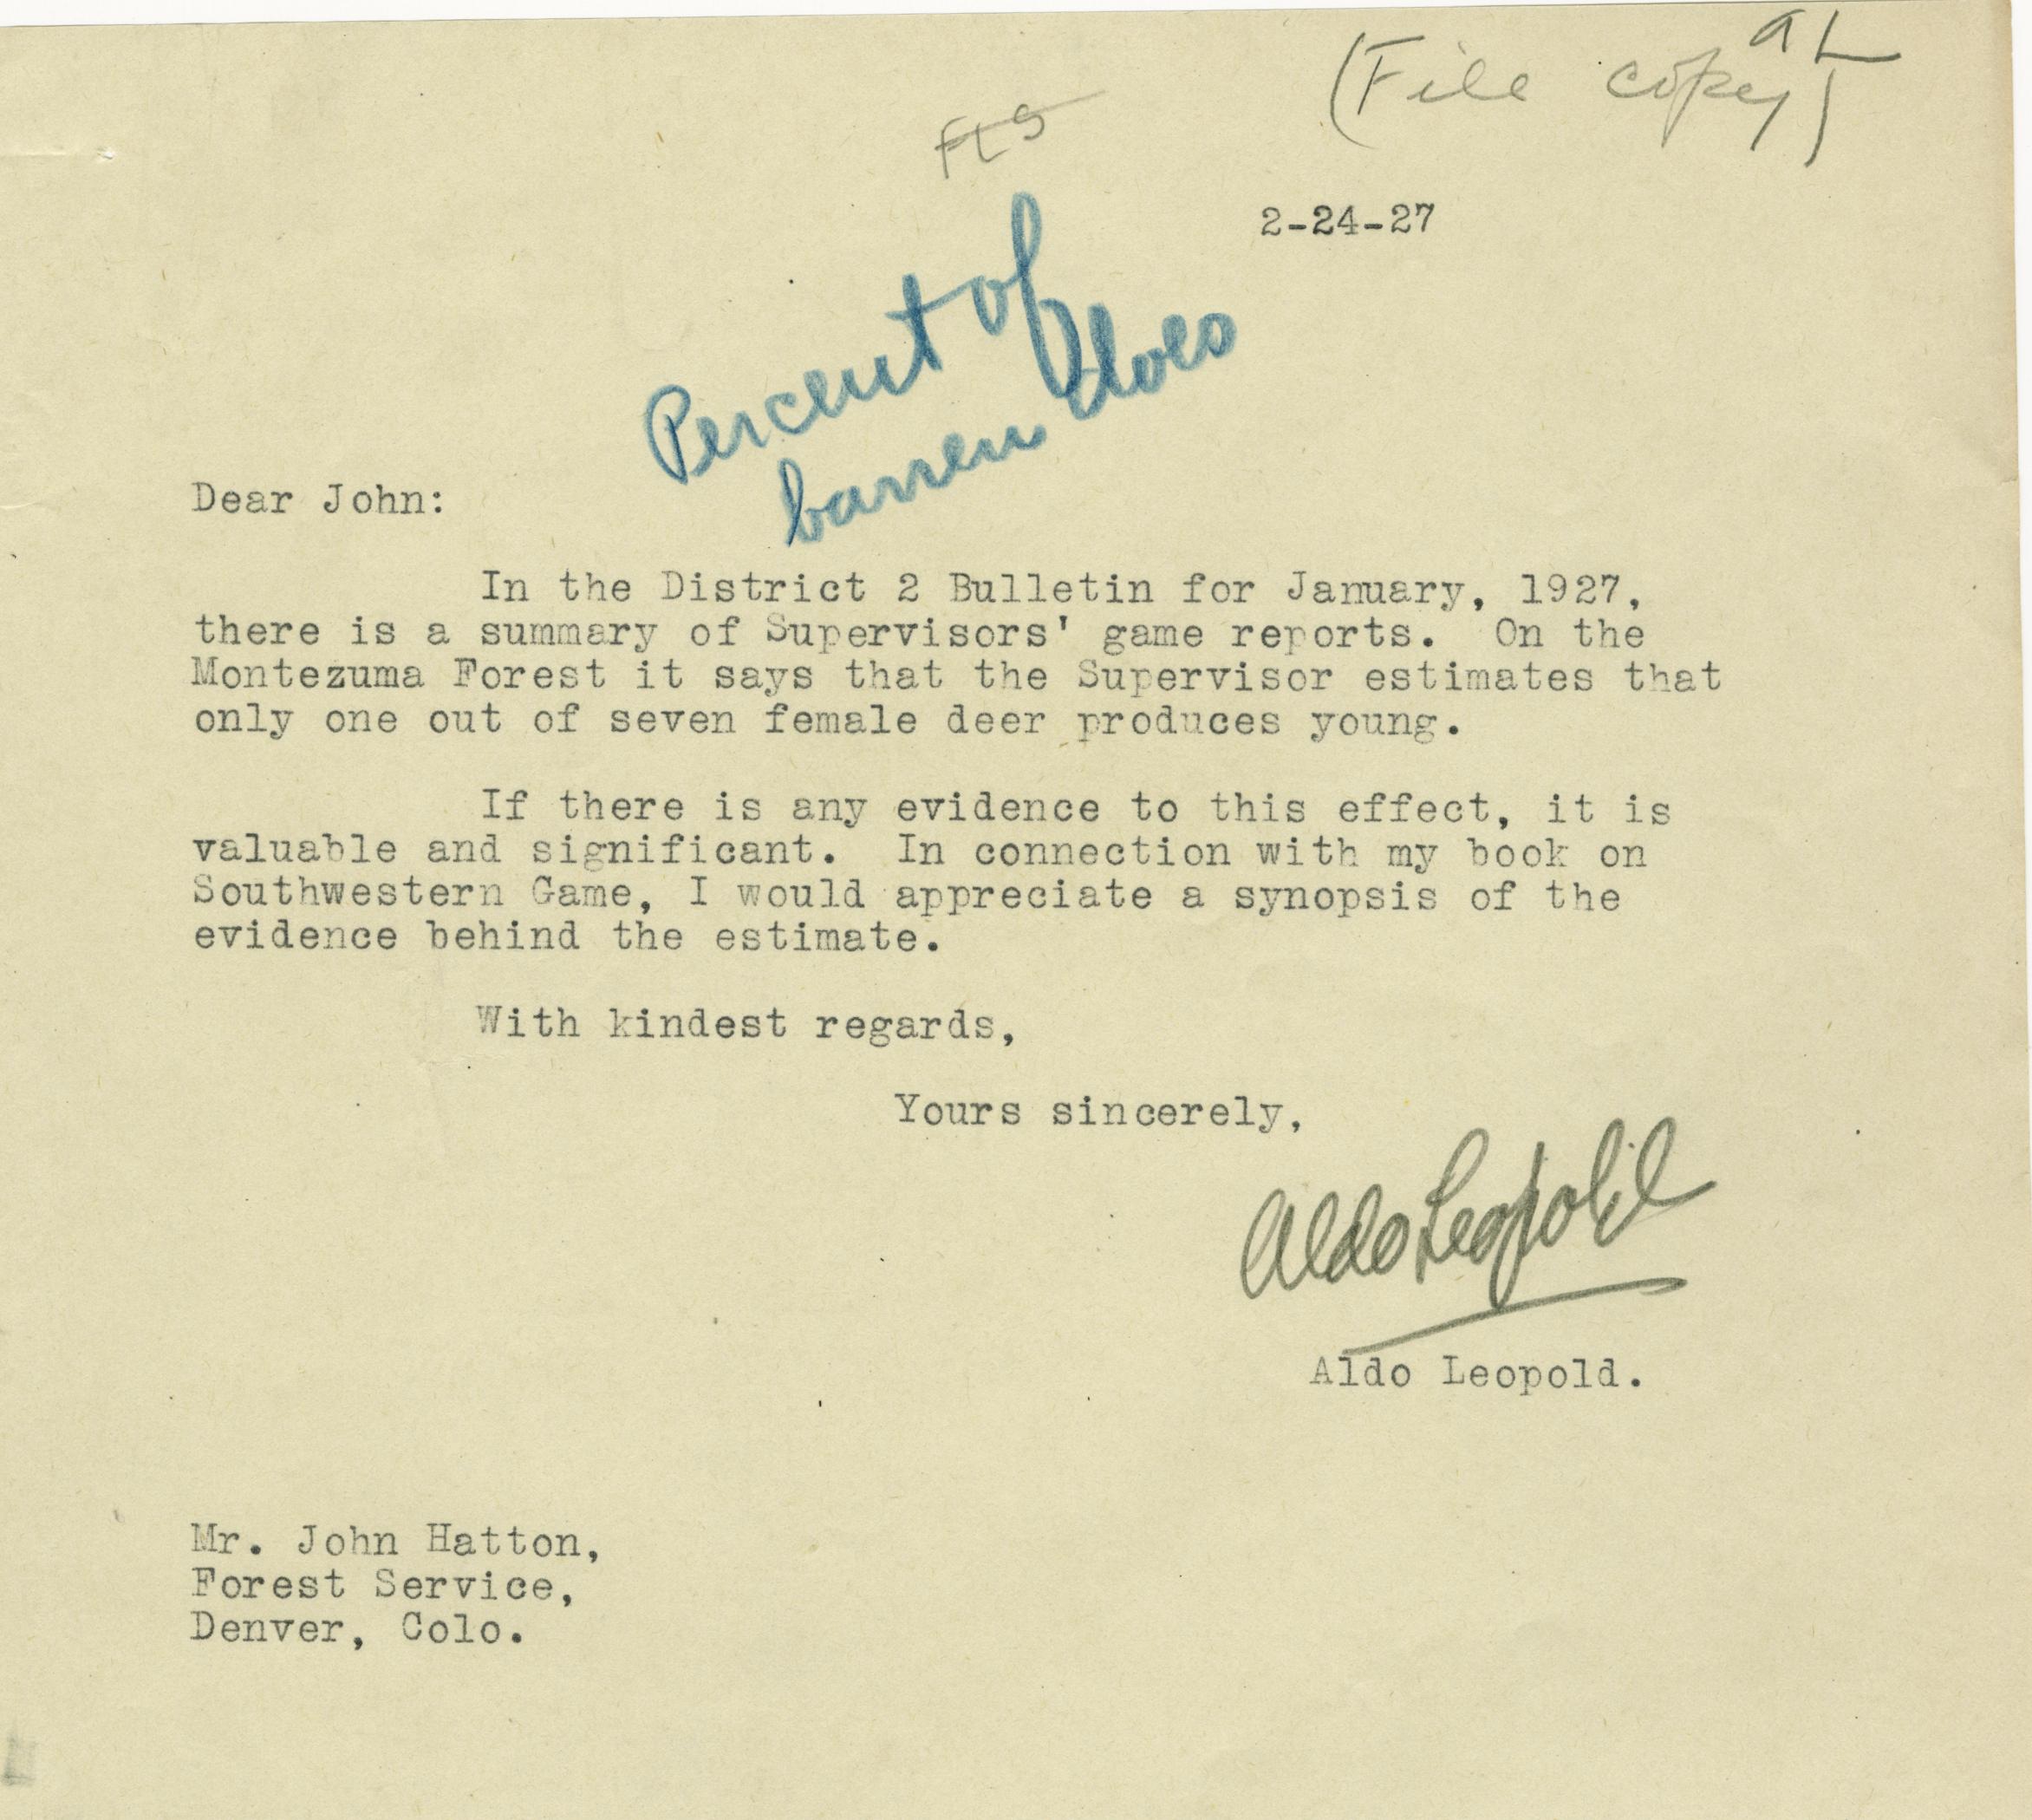 aL
(File copy)
2-24-27
Percent of
barren does
Dear John:
In the District 2 Bulletin for January, 1927,
there is a summary of Supervisors' game reports.  On the
Montezuma Forest it says that the Supervisor estimates that
only one out of seven female deer produces young.
If there is any evidence to this effect, it is
valuable and significant.  In connection with my book on
Southwestern Game, I would appreciate a synopsis of the
evidence behind the estimate.
With kindest regards,
Yours sincerely,
Aldo Leopold
Aldo Leopold.
Mr. John Hatton,
Forest Service,
Denver, Colo.